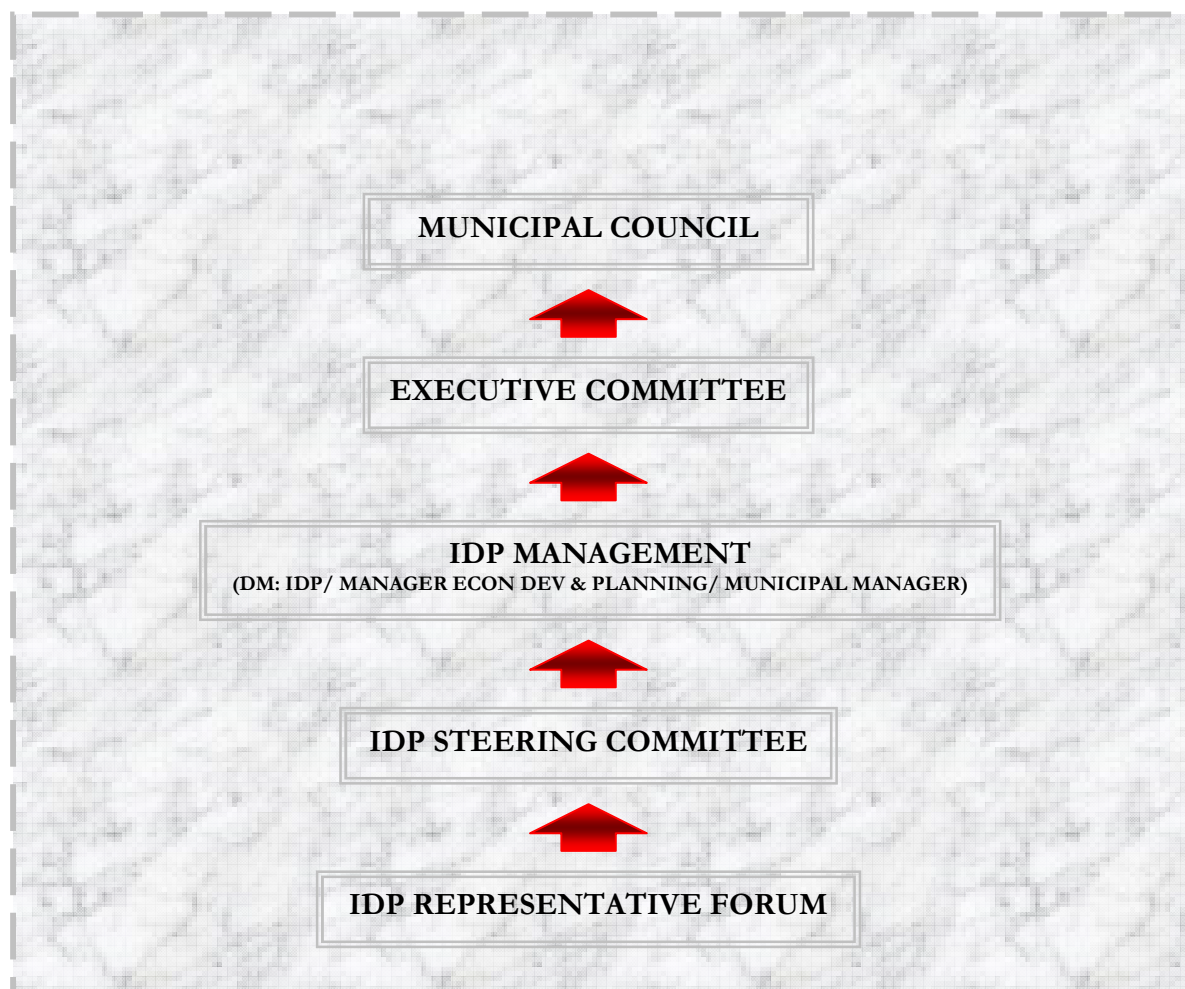 MUNICIPAL COUNCIL
EXECUTIVE COMMITTEE
IDP MANAGEMENT
(DM: IDP/ MANAGER ECON DEV & PLANNING/ MUNICIPAL MANAGER)
IDP STEERING COMMITTEE
IDP REPRESENTATIVE FORUM